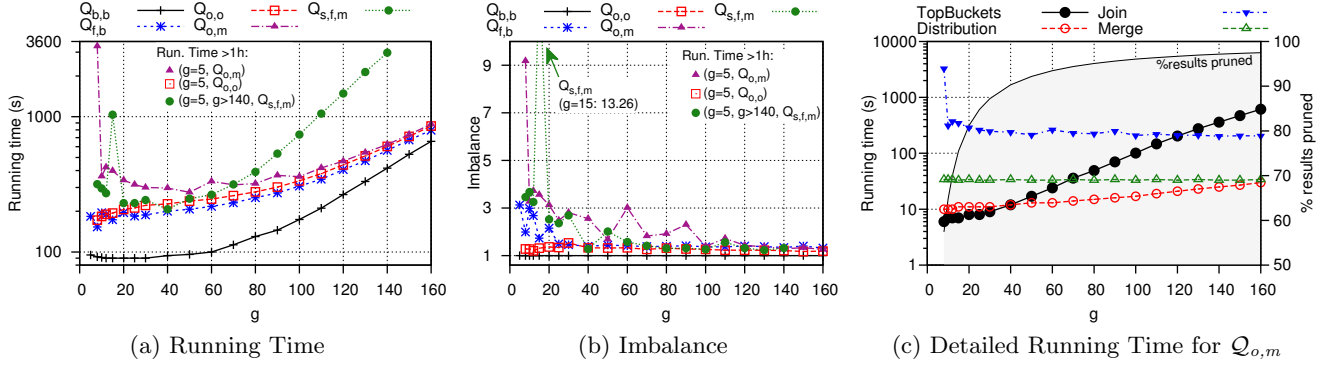 Q_{b,b} Q_{o,o} Q_{s,f,m}
Q_{f,b} Q_{o,m}
Running time (s)
3600
1000
100
Run. Time >1h:
(g=5, Q_{o,m})
(g=5, Q_{o,o})
(g=5, g>140, Q_{s,f,m})
0 20 40 60 80 100 120 140 160
g
(a) Running Time
Q_{b,b} Q_{o,o} Q_{s,f,m}
Q_{f,b} Q_{o,m}
Imbalance
9
7
5
3
1
Q_{s,f,m}
(g=15: 13.26)
Run. Time >1h:
(g=5, Q_{o,m})
(g=5, Q_{o,o})
(g=5, g>140, Q_{s,f,m})
0 20 40 60 80 100 120 140 160
g
(b) Imbalance
TopBuckets Join
Distribution Merge
Running time (s)
10000
1000
100
10
1
%results pruned
% results pruned
100
90
80
70
60
50
0 20 40 60 80 100 120 140 160
g
(c) Detailed Running Time for 𝒬_{o,m}